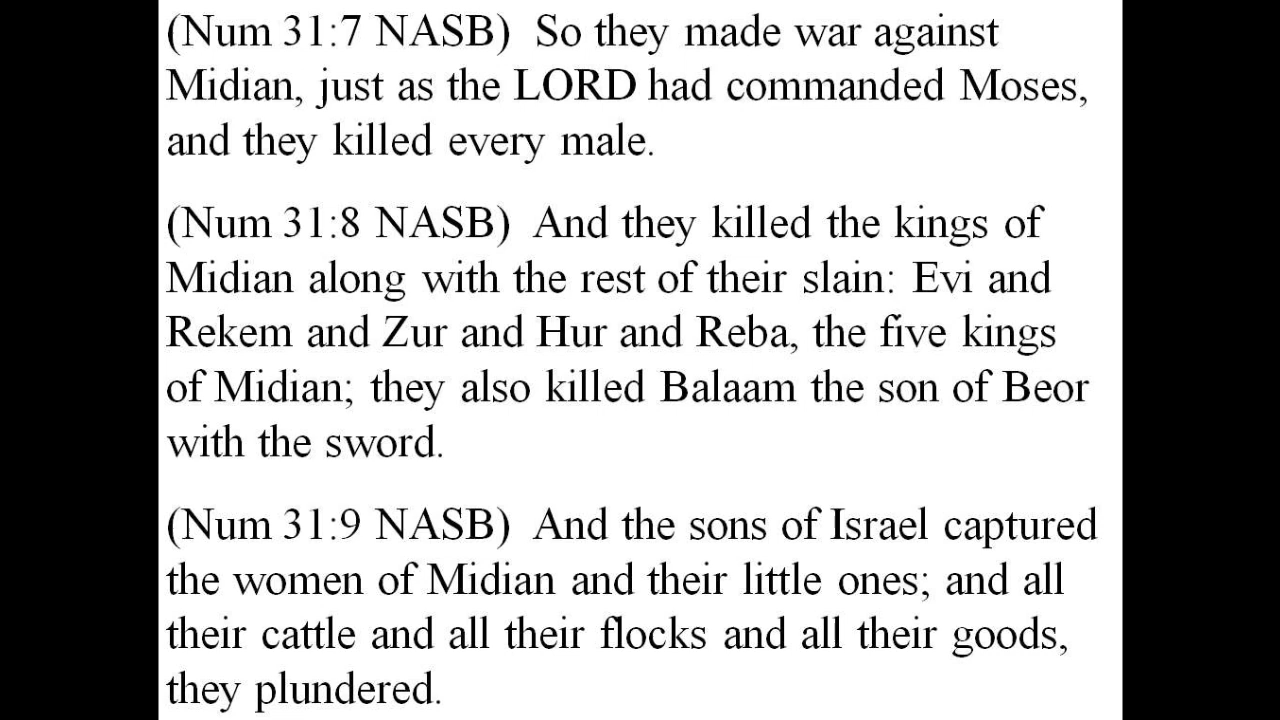 (Num 31:7 NASB)  So they made war against
Midian, just as the LORD had commanded Moses,
and they killed every male.
(Num 31:8 NASB)  And they killed the kings of
Midian along with the rest of their slain: Evi and
Rekem and Zur and Hur and Reba, the five kings
of Midian; they also killed Balaam the son of Beor
with the sword.
(Num 31:9 NASB)  And the sons of Israel captured
the women of Midian and their little ones; and all
their cattle and all their flocks and all their goods,
they plundered.